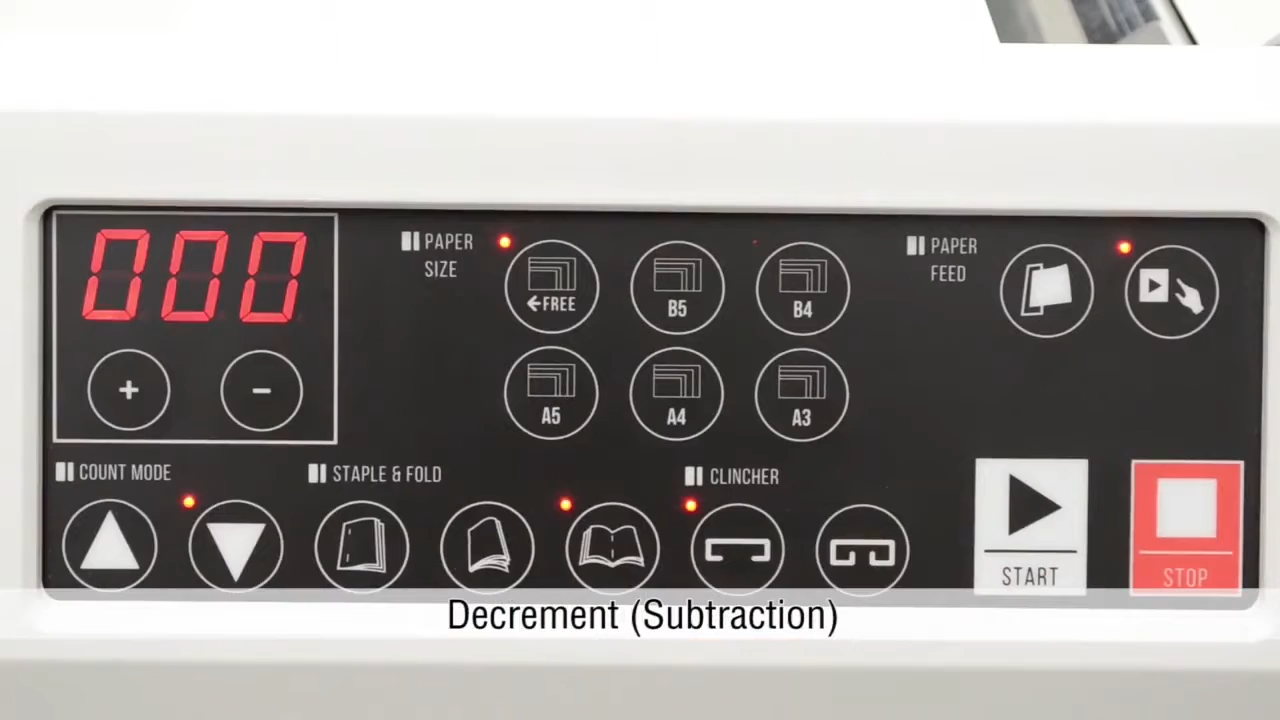 000
+ −
PAPER
SIZE
←FREE
B5
B4
A5
A4
A3
PAPER
FEED
COUNT MODE
STAPLE & FOLD
CLINCHER
START
STOP
Decrement (Subtraction)